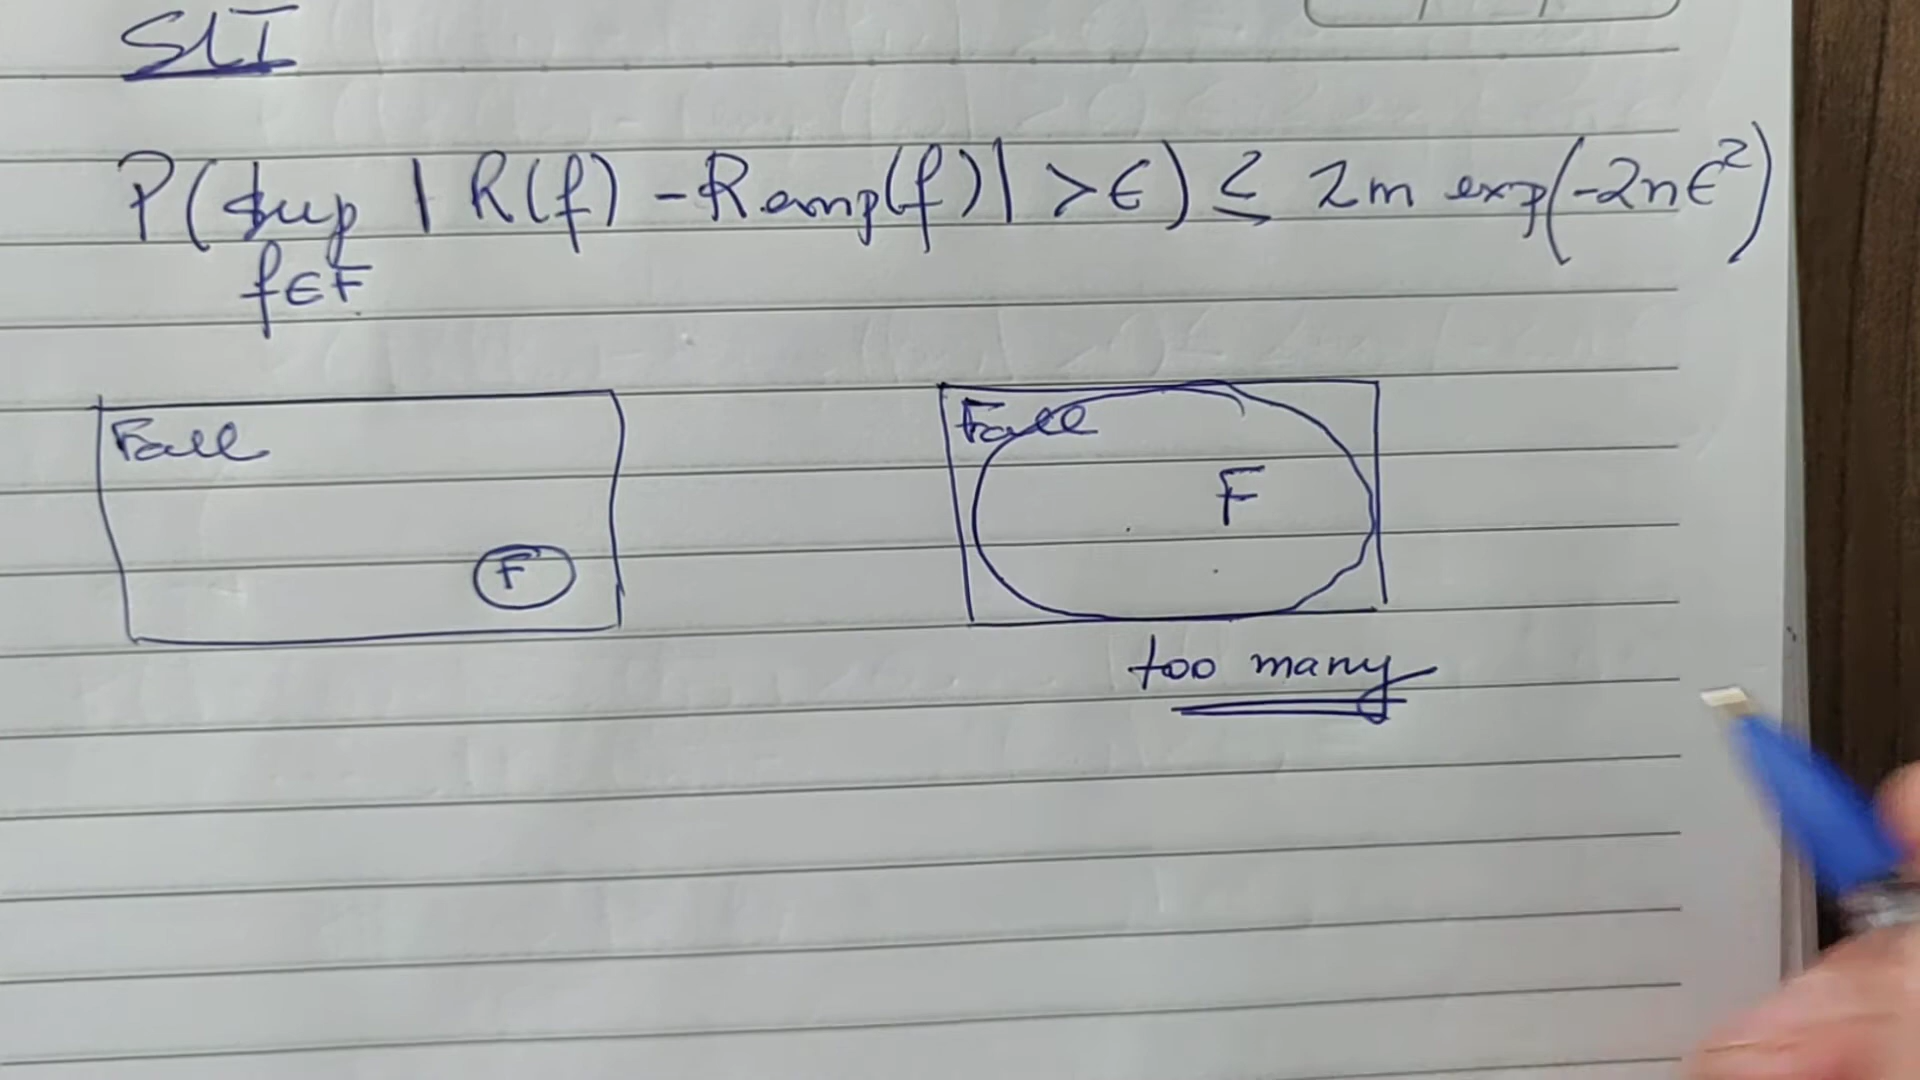 SLT
P(sup | R(f) - Remp(f)| > ϵ) ≤ 2m exp(-2nϵ²)
f∈F
Fall
F
Fall
F
too many